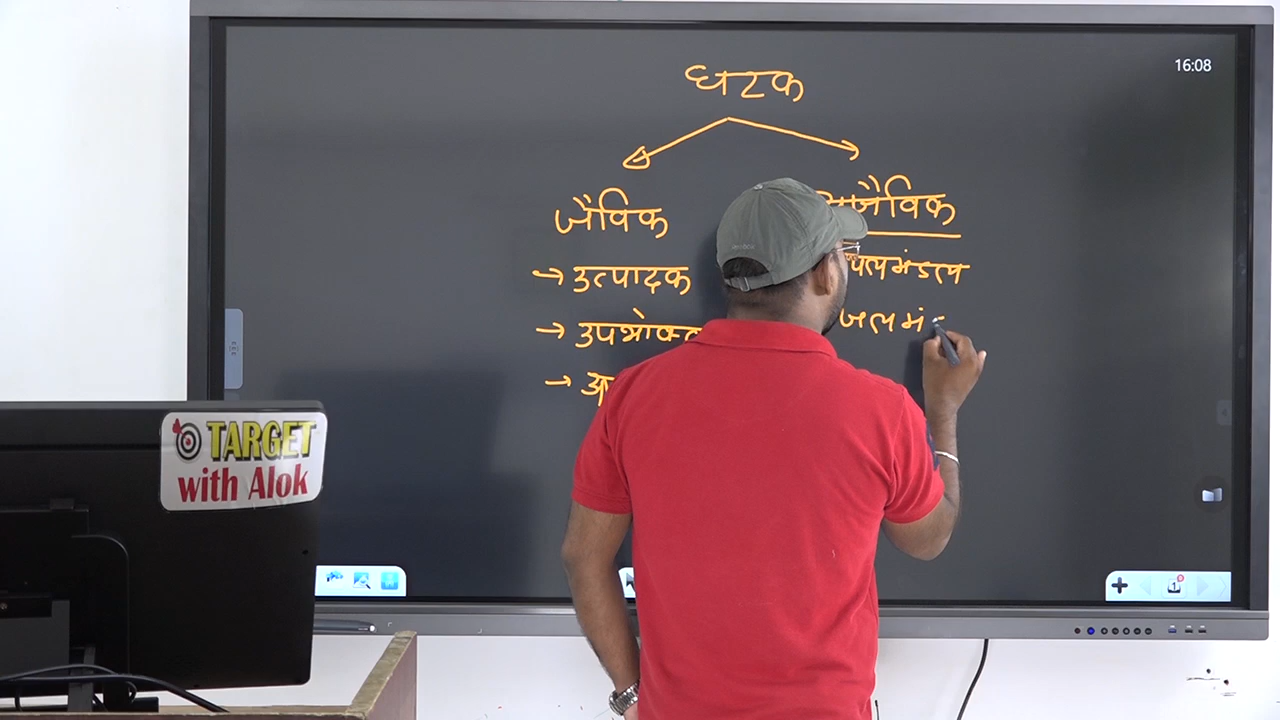 16:08
घटक
जैविक
अजैविक
→ उत्पादक
स्थलमंडल
→ उपभोक्ता
जलमं
→
TARGET
with Alok